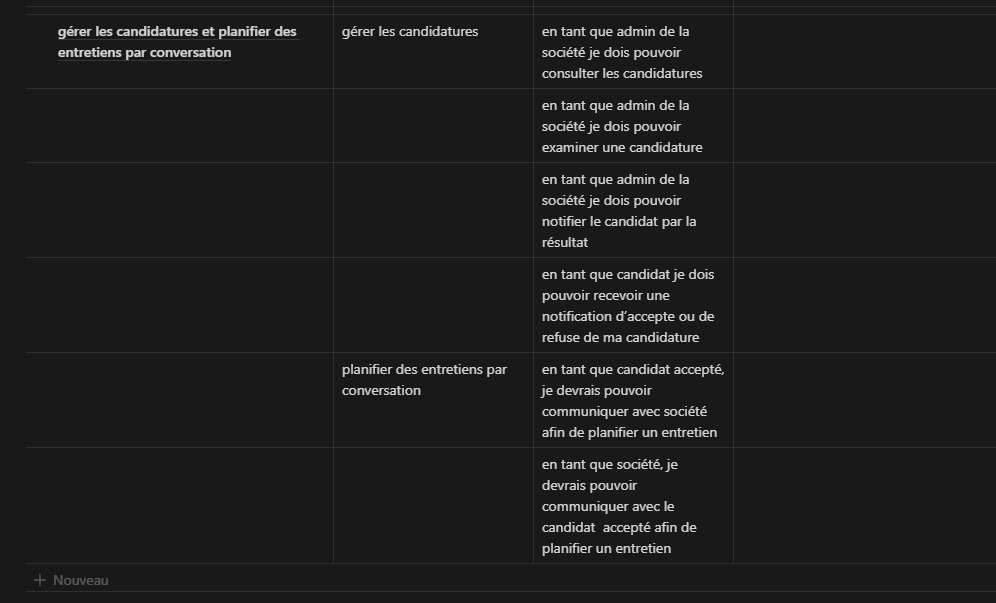 gérer les candidatures et planifier des
entretiens par conversation
gérer les candidatures
en tant que admin de la
société je dois pouvoir
consulter les candidatures
en tant que admin de la
société je dois pouvoir
examiner une candidature
en tant que admin de la
société je dois pouvoir
notifier le candidat par la
résultat
en tant que candidat je dois
pouvoir recevoir une
notification d'accepte ou de
refuse de ma candidature
planifier des entretiens par
conversation
en tant que candidat accepté,
je devrais pouvoir
communiquer avec société
afin de planifier un entretien
en tant que société, je
devrais pouvoir
communiquer avec le
candidat  accepté afin de
planifier un entretien
+ Nouveau